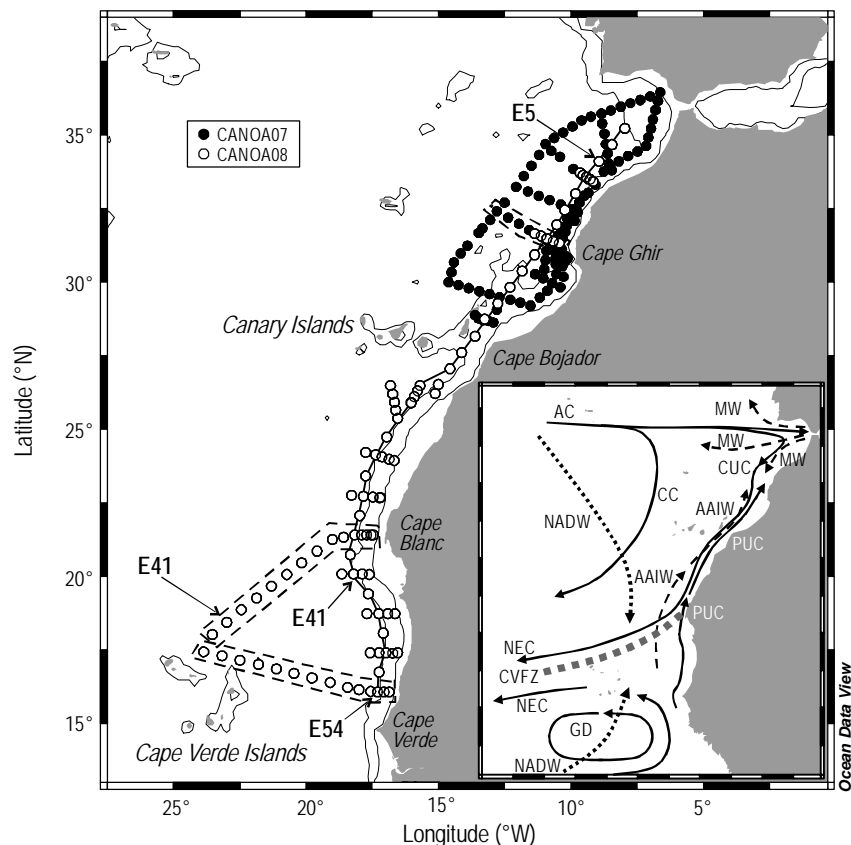 CANOA07
CANOA08
E5
35°
Cape Ghir
30°
Canary Islands
Cape Bojador
Latitude (°N)
25°
AC
MW
MW
MW
CUC
CC
AAIW
NADW
Cape
Blanc
PUC
AAIW
E41
20°
E41
PUC
NEC
CVFZ
NEC
E54
15°
Cape
Verde
GD
Cape Verde Islands
NADW
25°
20°
15°
10°
5°
Longitude (°W)
Ocean Data View